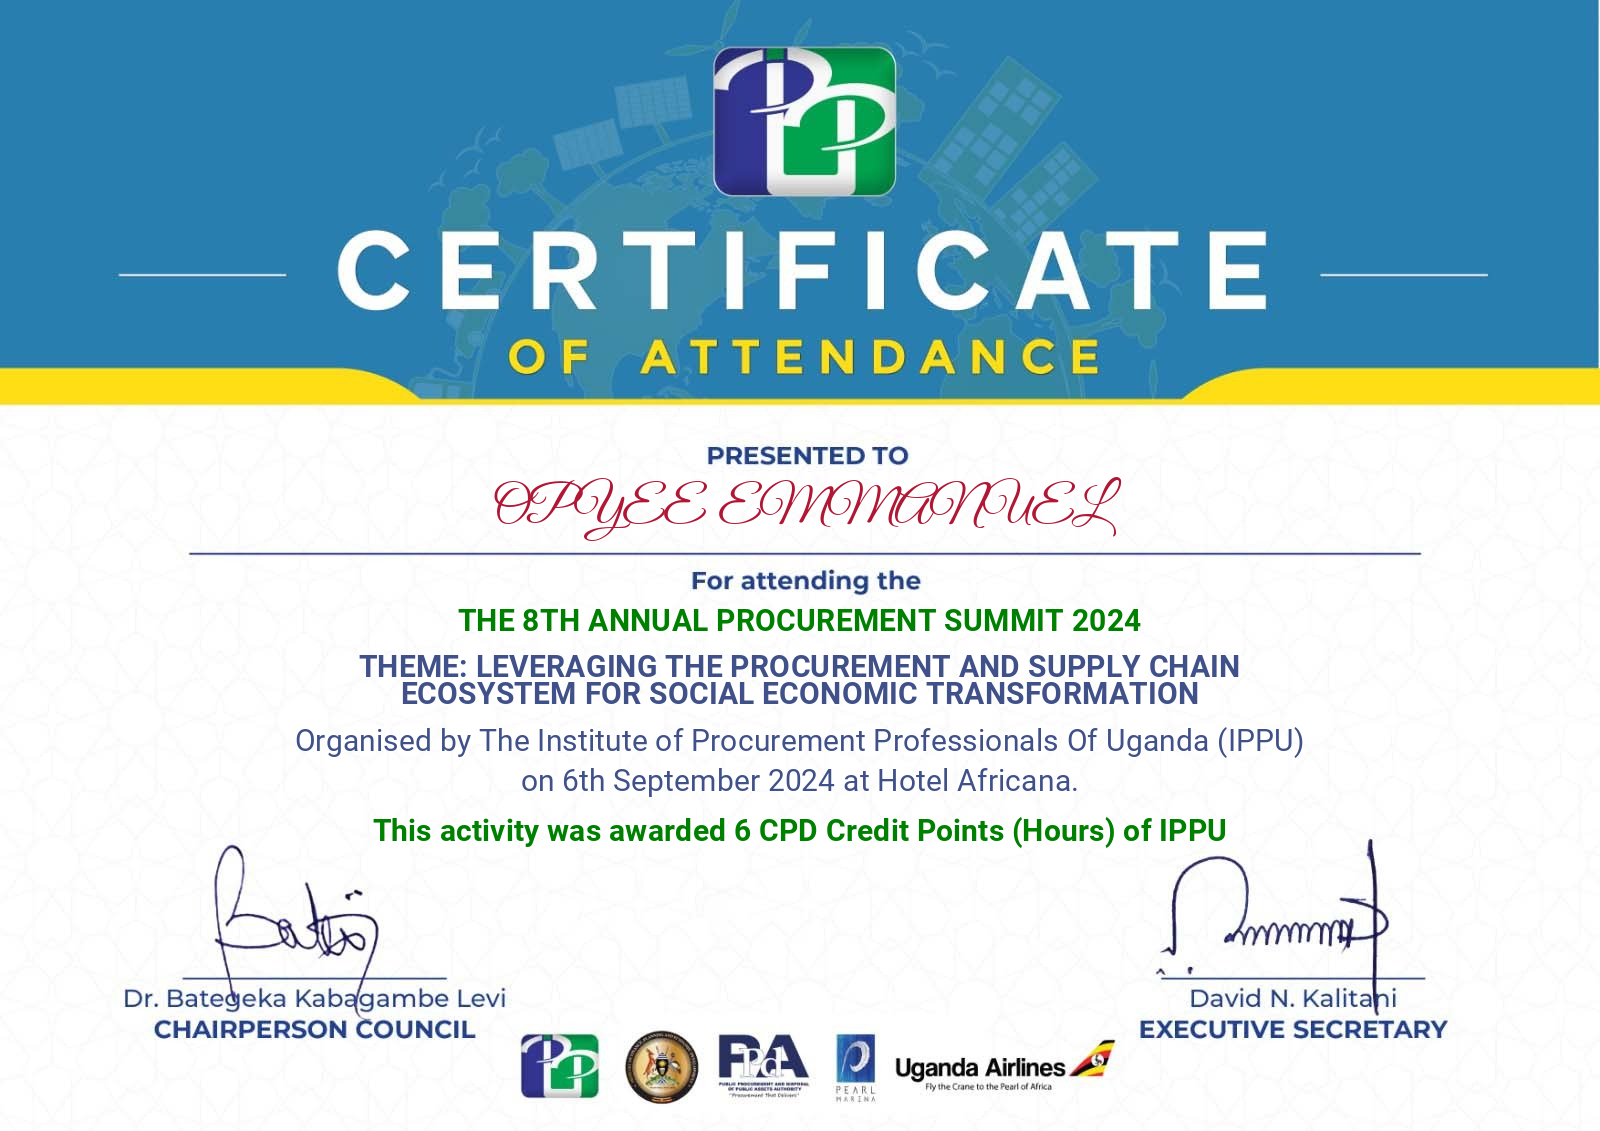 CERTIFICATE
OF ATTENDANCE
PRESENTED TO
OPYEE EMMANUEL
For attending the
THE 8TH ANNUAL PROCUREMENT SUMMIT 2024
THEME: LEVERAGING THE PROCUREMENT AND SUPPLY CHAIN
ECOSYSTEM FOR SOCIAL ECONOMIC TRANSFORMATION
Organised by The Institute of Procurement Professionals Of Uganda (IPPU)
on 6th September 2024 at Hotel Africana.
This activity was awarded 6 CPD Credit Points (Hours) of IPPU
Dr. Bategeka Kabagambe Levi
CHAIRPERSON COUNCIL
David N. Kalitani
EXECUTIVE SECRETARY
PUBLIC PROCUREMENT AND DISPOSAL
OF PUBLIC ASSETS AUTHORITY
"Procurement That Delivers"
PEARL
MARINA
Uganda Airlines
Fly the Crane to the Pearl of Africa